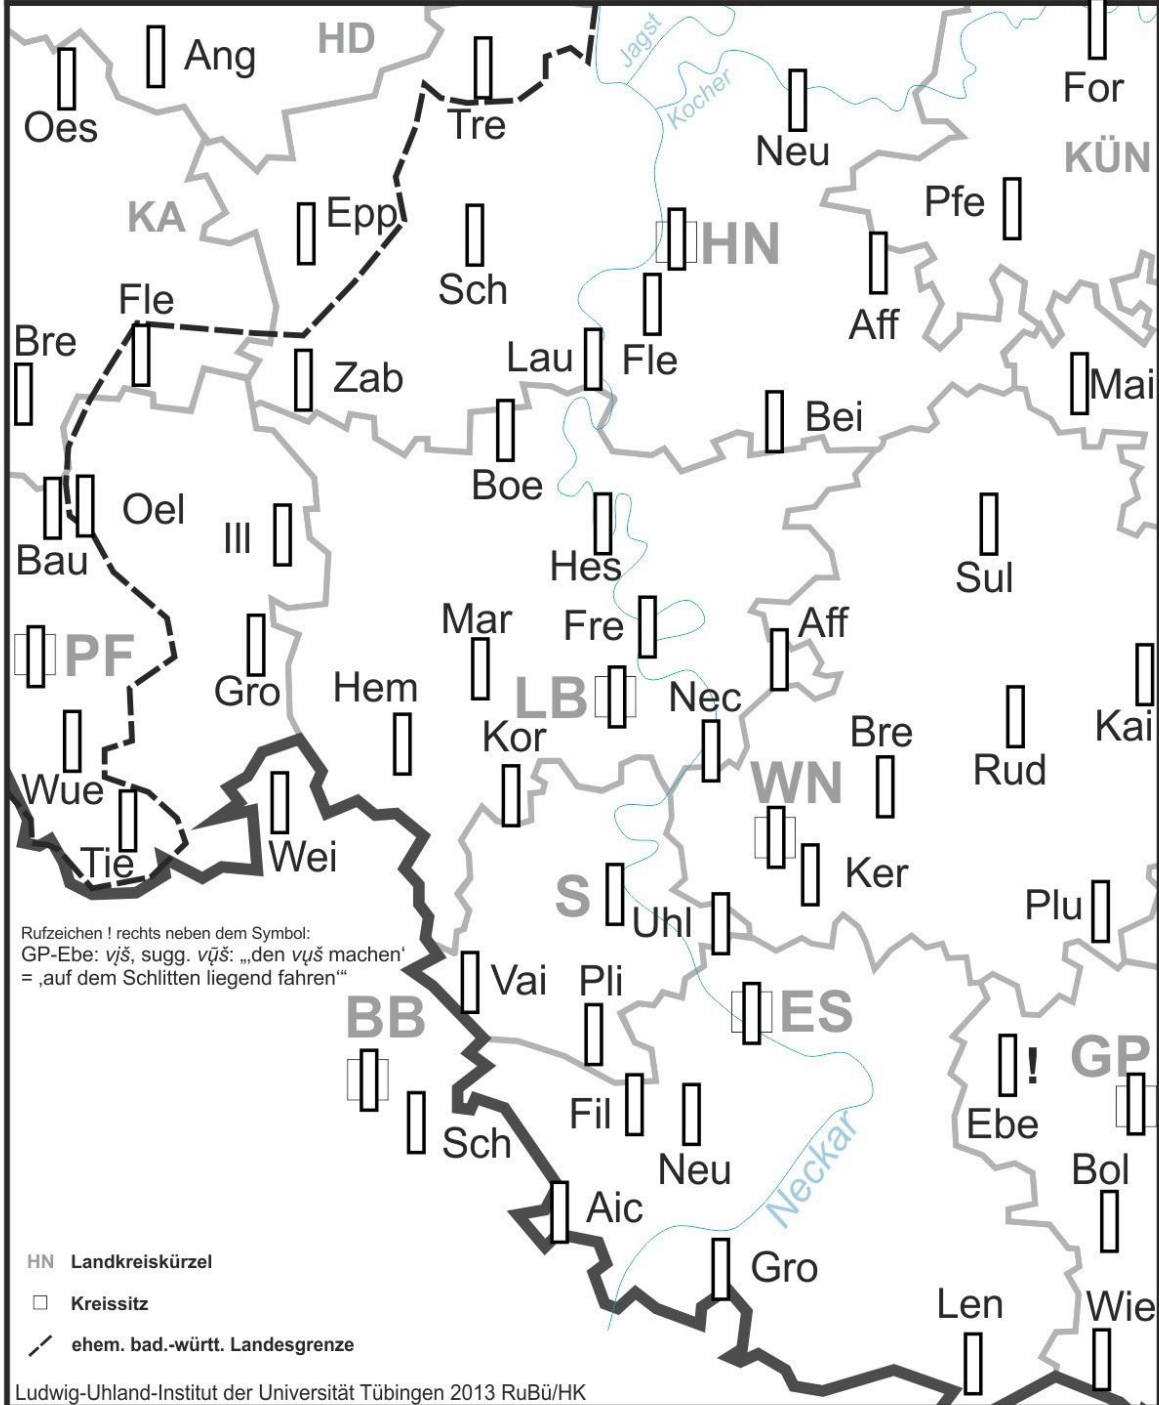 HD
Ang
Oes
Tre
Jagst
Kocher
For
Neu
KÜN
KA
Epp
Pfe
Sch
HN
Aff
Fle
Bre
Zab
Lau
Fle
Mai
Bei
Boe
Oel
Ill
Bau
Hes
Sul
Mar
Fre
Aff
PF
Gro
Hem
LB
Nec
Kor
Bre
Kai
Rud
Wue
WN
Tie
Wei
Ker
S
Uhl
Plu
Rufzeichen ! rechts neben dem Symbol:
GP-Ebe: vi̯š, sugg. vū̯š: „‚den vu̯š machen‘
= ‚auf dem Schlitten liegend fahren‘“
Vai
Pli
BB
ES
GP
!
Ebe
Fil
Sch
Neu
Neckar
Bol
Aic
Gro
HN Landkreiskürzel
Kreissitz
Len
Wie
ehem. bad.-württ. Landesgrenze
Ludwig-Uhland-Institut der Universität Tübingen 2013 RuBü/HK